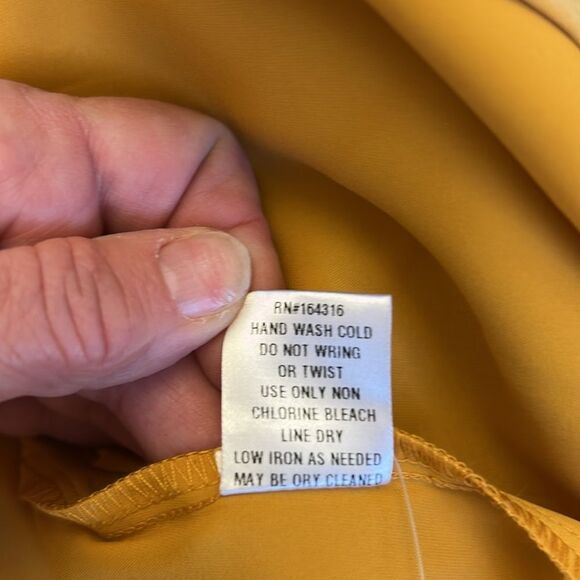 RN#164316
HAND WASH COLD
DO NOT WRING
OR TWIST
USE ONLY NON
CHLORINE BLEACH
LINE DRY
LOW IRON AS NEEDED
MAY BE DRY CLEANED